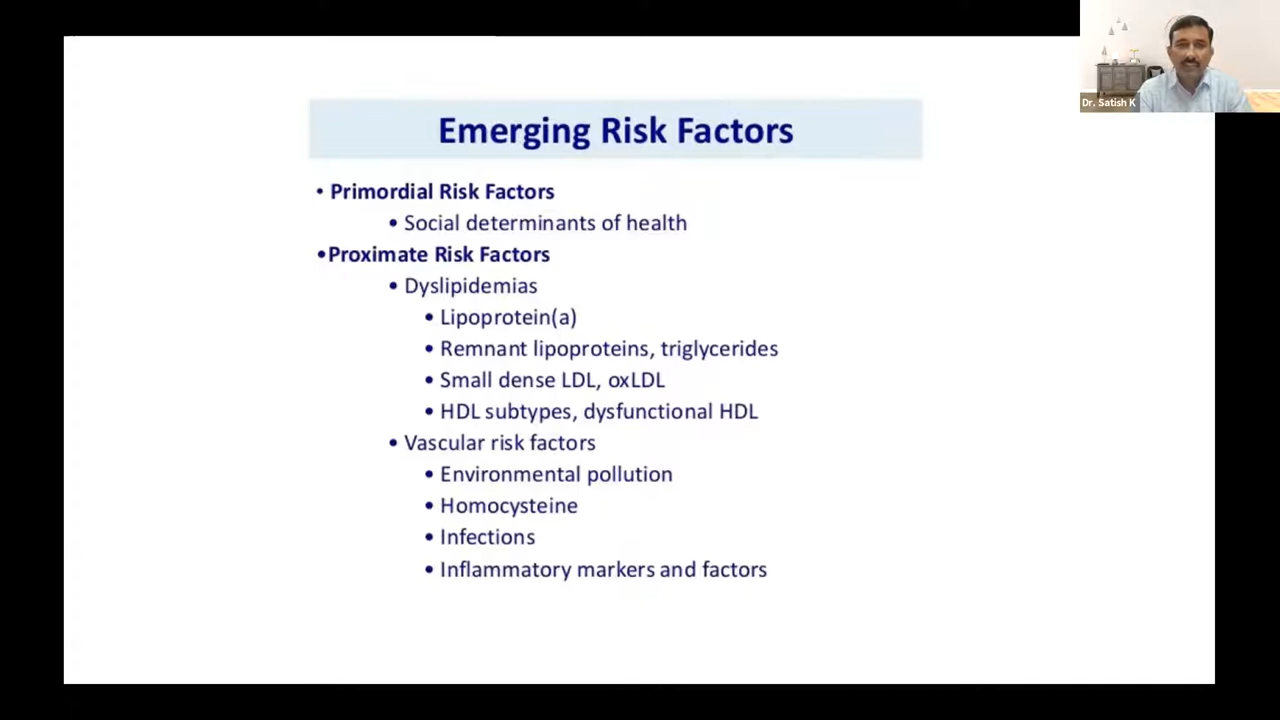 Emerging Risk Factors
• Primordial Risk Factors
• Social determinants of health
•Proximate Risk Factors
• Dyslipidemias
• Lipoprotein(a)
• Remnant lipoproteins, triglycerides
• Small dense LDL, oxLDL
• HDL subtypes, dysfunctional HDL
• Vascular risk factors
• Environmental pollution
• Homocysteine
• Infections
• Inflammatory markers and factors
Dr. Satish K